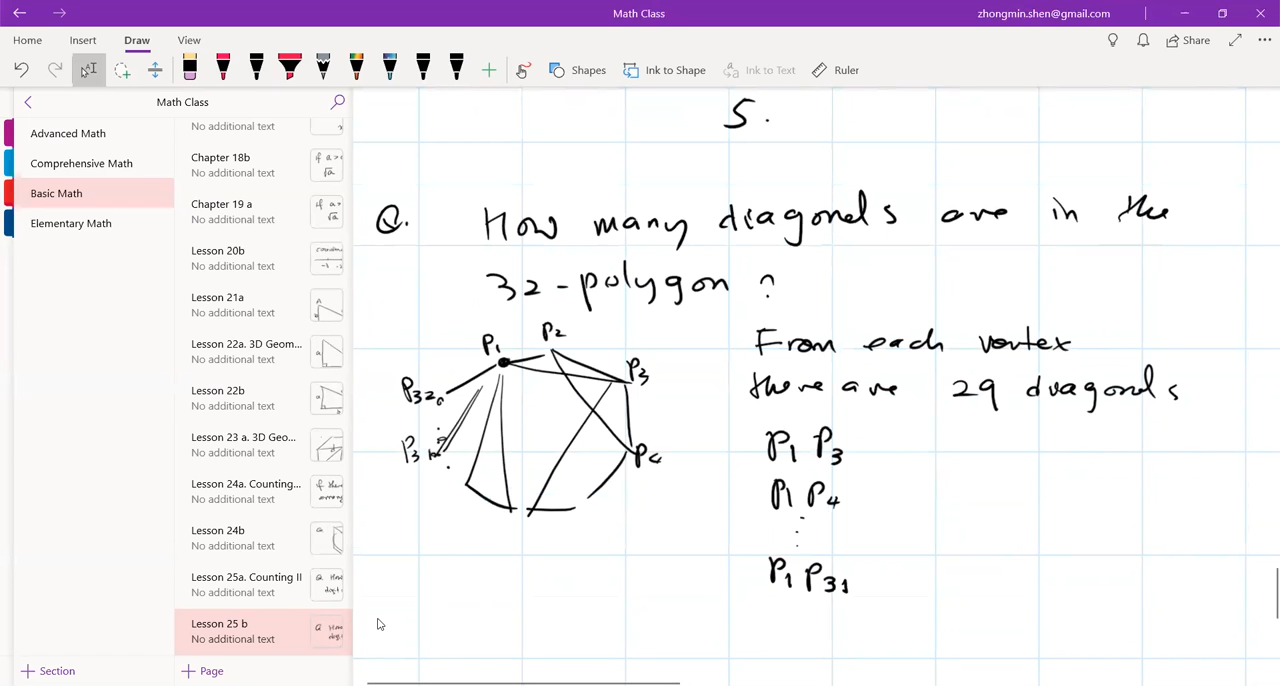 Math Class
zhongmin.shen@gmail.com
Home Insert Draw View
Share
Shapes Ink to Shape Ink to Text Ruler
Math Class
Advanced Math
Comprehensive Math
Basic Math
Elementary Math
No additional text
Chapter 18b
No additional text
Chapter 19 a
No additional text
Lesson 20b
No additional text
Lesson 21a
No additional text
Lesson 22a. 3D Geom...
No additional text
Lesson 22b
No additional text
Lesson 23 a. 3D Geo...
No additional text
Lesson 24a. Counting...
No additional text
Lesson 24b
No additional text
Lesson 25a. Counting II
No additional text
Lesson 25 b
No additional text
Section
Page
5.
Q. How many diagonals are in the
32-polygon ?
P1 P2
P3
P32
P31
P4
From each vertex
there are 29 diagonals
P1 P3
P1 P4
P1 P31